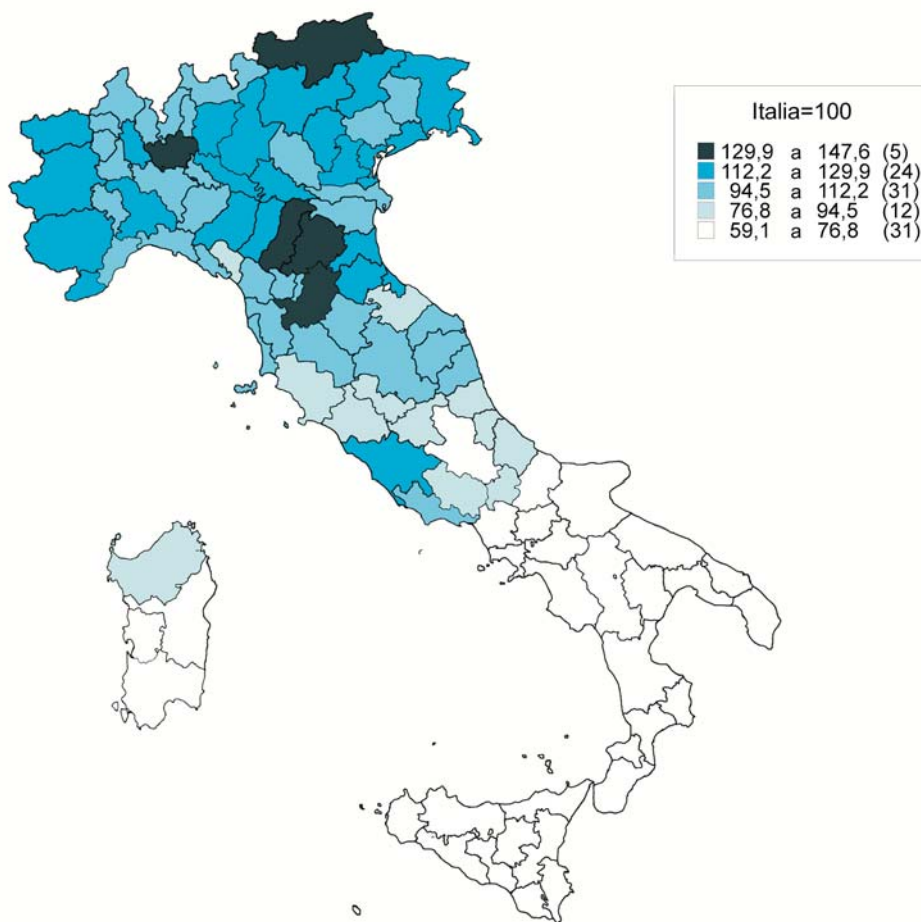 Italia=100
129,9 a 147,6 (5)
112,2 a 129,9 (24)
94,5 a 112,2 (31)
76,8 a 94,5 (12)
59,1 a 76,8 (31)